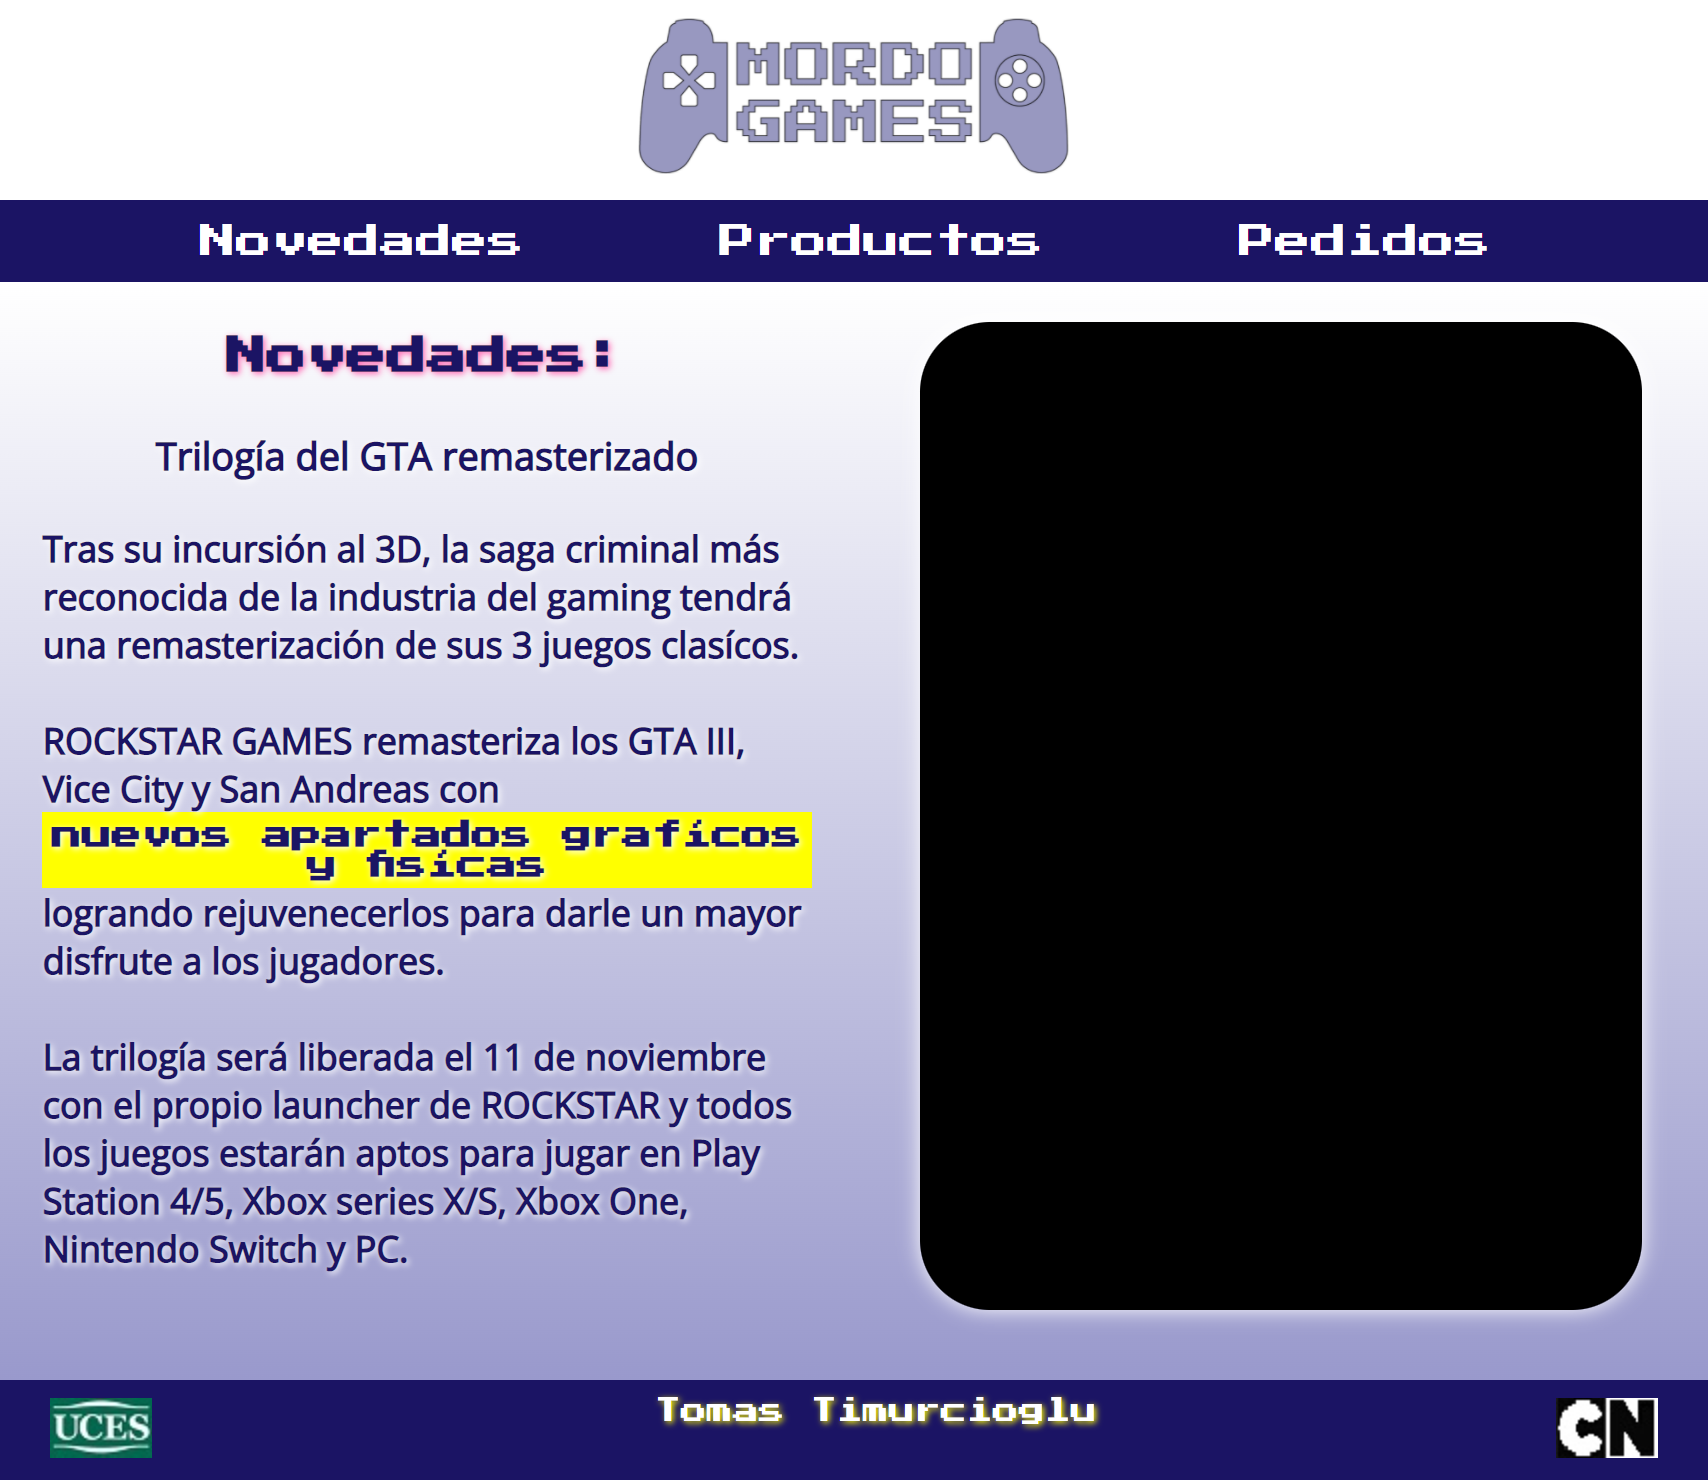 MORDO
GAMES
Novedades Productos Pedidos
Novedades:
Trilogía del GTA remasterizado
Tras su incursión al 3D, la saga criminal más
reconocida de la industria del gaming tendrá
una remasterización de sus 3 juegos clasícos.
ROCKSTAR GAMES remasteriza los GTA III,
Vice City y San Andreas con
nuevos apartados graficos
y fisicas
logrando rejuvenecerlos para darle un mayor
disfrute a los jugadores.
La trilogía será liberada el 11 de noviembre
con el propio launcher de ROCKSTAR y todos
los juegos estarán aptos para jugar en Play
Station 4/5, Xbox series X/S, Xbox One,
Nintendo Switch y PC.
UCES
Tomas Timurcioglu
CN